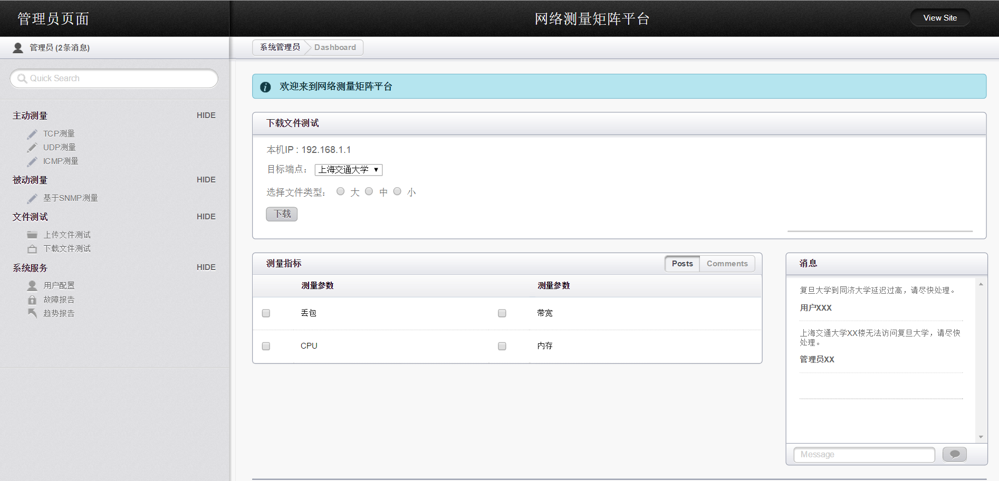 管理员页面
网络测量矩阵平台
View Site
管理员 (2条消息)
系统管理员
Dashboard
Quick Search
欢迎来到网络测量矩阵平台
主动测量
HIDE
TCP测量
UDP测量
ICMP测量
被动测量
HIDE
基于SNMP测量
文件测试
HIDE
上传文件测试
下载文件测试
系统服务
HIDE
用户配置
故障报告
趋势报告
下载文件测试
本机IP : 192.168.1.1
目标端点： 上海交通大学
选择文件类型： 大 中 小
下载
测量指标
Posts
Comments
测量参数 测量参数
丢包 带宽
CPU 内存
消息
复旦大学到同济大学延迟过高，请尽快处理。
用户XXX
上海交通大学XX楼无法访问复旦大学，请尽快
处理。
管理员XX
Message